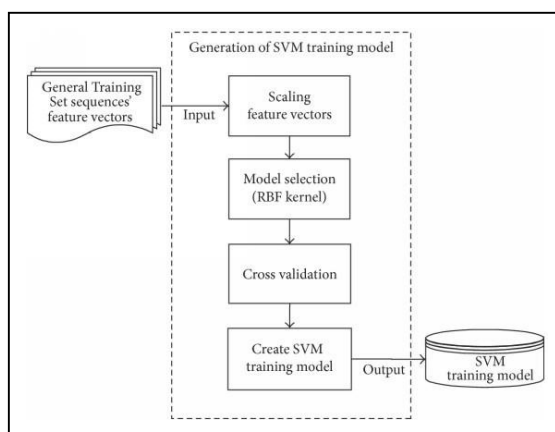 Generation of SVM training model
General Training
Set sequences'
feature vectors
Input
Scaling
feature vectors
Model selection
(RBF kernel)
Cross validation
Create SVM
training model
Output
SVM
training model